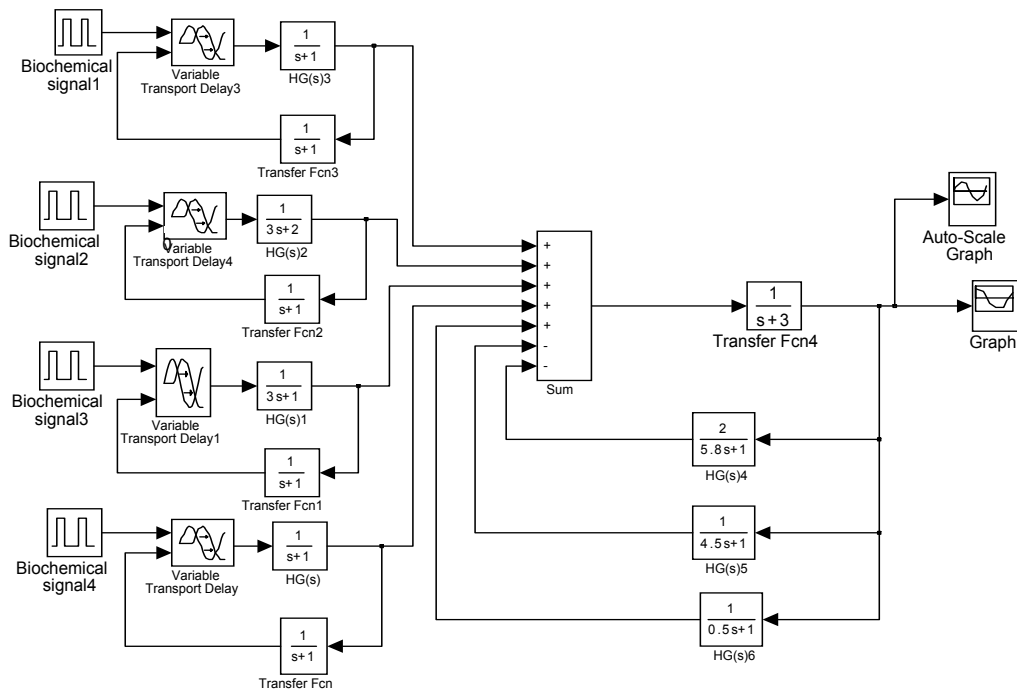 Biochemical
signal1
Variable
Transport Delay3
1
s+1
HG(s)3
1
s+1
Transfer Fcn3
Biochemical
signal2
Variable
Transport Delay4
1
3s+2
HG(s)2
1
s+1
Transfer Fcn2
Biochemical
signal3
Variable
Transport Delay1
1
3s+1
HG(s)1
1
s+1
Transfer Fcn1
Biochemical
signal4
Variable
Transport Delay
1
s+1
HG(s)
1
s+1
Transfer Fcn
+
+
+
+
+
-
-
Sum
1
s+3
Transfer Fcn4
Auto-Scale
Graph
Graph
2
5.8s+1
HG(s)4
1
4.5s+1
HG(s)5
1
0.5s+1
HG(s)6